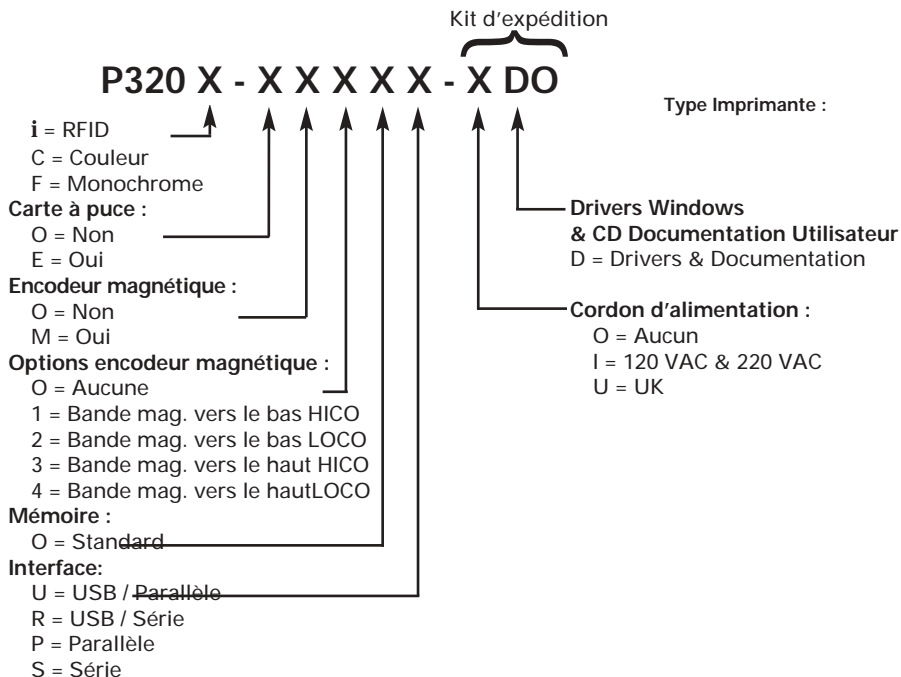 Kit d'expédition
P320 X - X X X X X - X DO
Type Imprimante :
i = RFID
C = Couleur
F = Monochrome
Carte à puce :
O = Non
E = Oui
Encodeur magnétique :
O = Non
M = Oui
Options encodeur magnétique :
O = Aucune
1 = Bande mag. vers le bas HICO
2 = Bande mag. vers le bas LOCO
3 = Bande mag. vers le haut HICO
4 = Bande mag. vers le hautLOCO
Mémoire :
O = Standard
Interface:
U = USB / Parallèle
R = USB / Série
P = Parallèle
S = Série
Drivers Windows
& CD Documentation Utilisateur
D = Drivers & Documentation
Cordon d'alimentation :
O = Aucun
I = 120 VAC & 220 VAC
U = UK